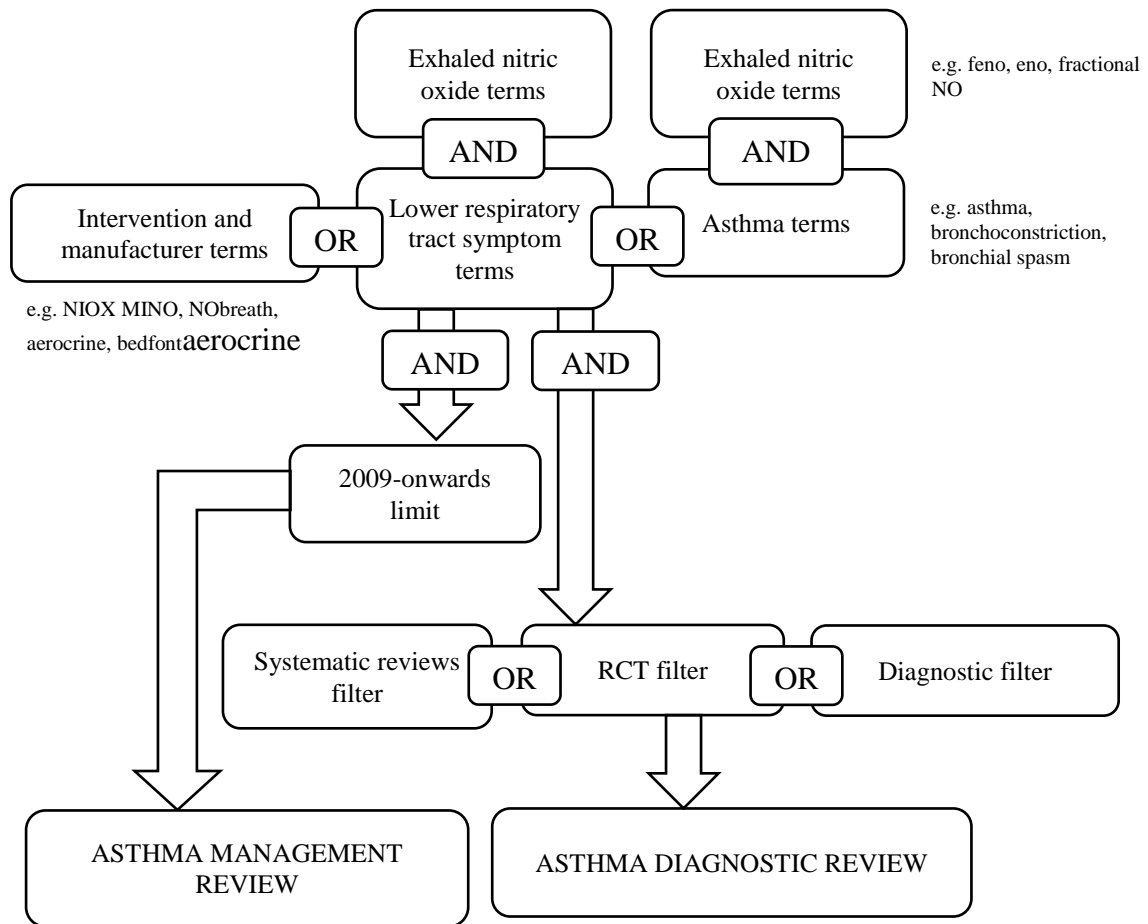 Exhaled nitric
oxide terms
Exhaled nitric
oxide terms
e.g. feno, eno, fractional
NO
AND
AND
Intervention and
manufacturer terms
OR
Lower respiratory
tract symptom
terms
OR
Asthma terms
e.g. asthma,
bronchoconstriction,
bronchial spasm
e.g. NIOX MINO, NObreath,
aerocrine, bedfontaerocrine
AND
AND
2009-onwards
limit
Systematic reviews
filter
OR
RCT filter
OR
Diagnostic filter
ASTHMA MANAGEMENT
REVIEW
ASTHMA DIAGNOSTIC REVIEW